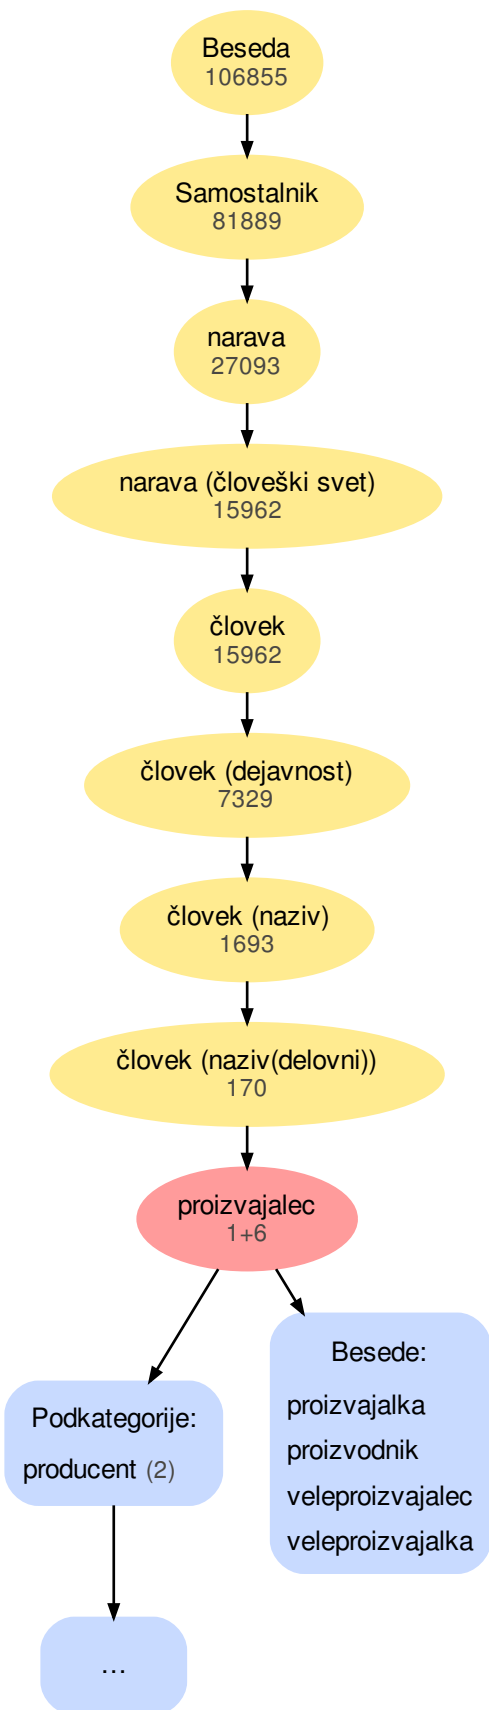 Beseda
106855
Samostalnik
81889
narava
27093
narava (človeški svet)
15962
človek
15962
človek (dejavnost)
7329
človek (naziv)
1693
človek (naziv(delovni))
170
proizvajalec
1+6
Podkategorije:
producent (2)
...
Besede:
proizvajalka
proizvodnik
veleproizvajalec
veleproizvajalka